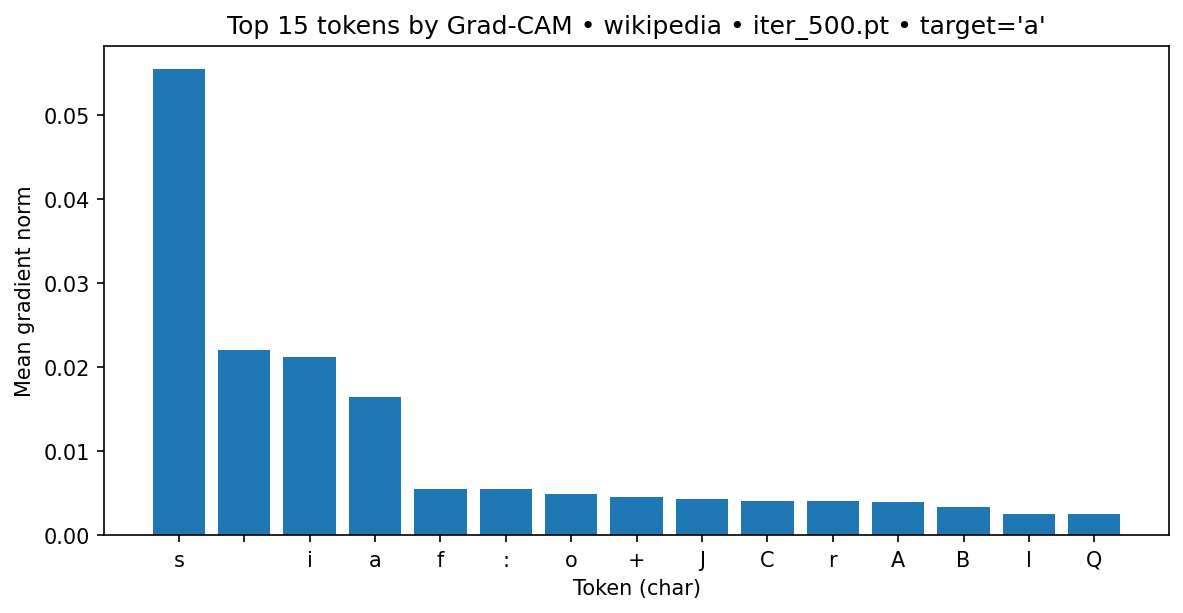 Top 15 tokens by Grad-CAM • wikipedia • iter_500.pt • target='a'
Mean gradient norm
0.05
0.04
0.03
0.02
0.01
0.00
s i a f : o + J C r A B l Q
Token (char)